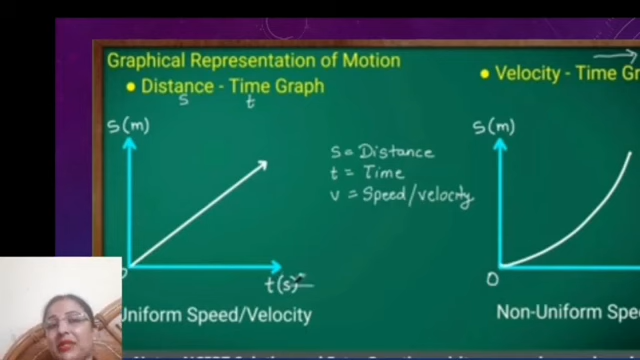 Graphical Representation of Motion
• Distance - Time Graph
s t
• Velocity - Time Gr
S(m)
S = Distance
t = Time
v = Speed/velocity
S(m)
t(s)
O
Uniform Speed/Velocity
Non-Uniform Spee